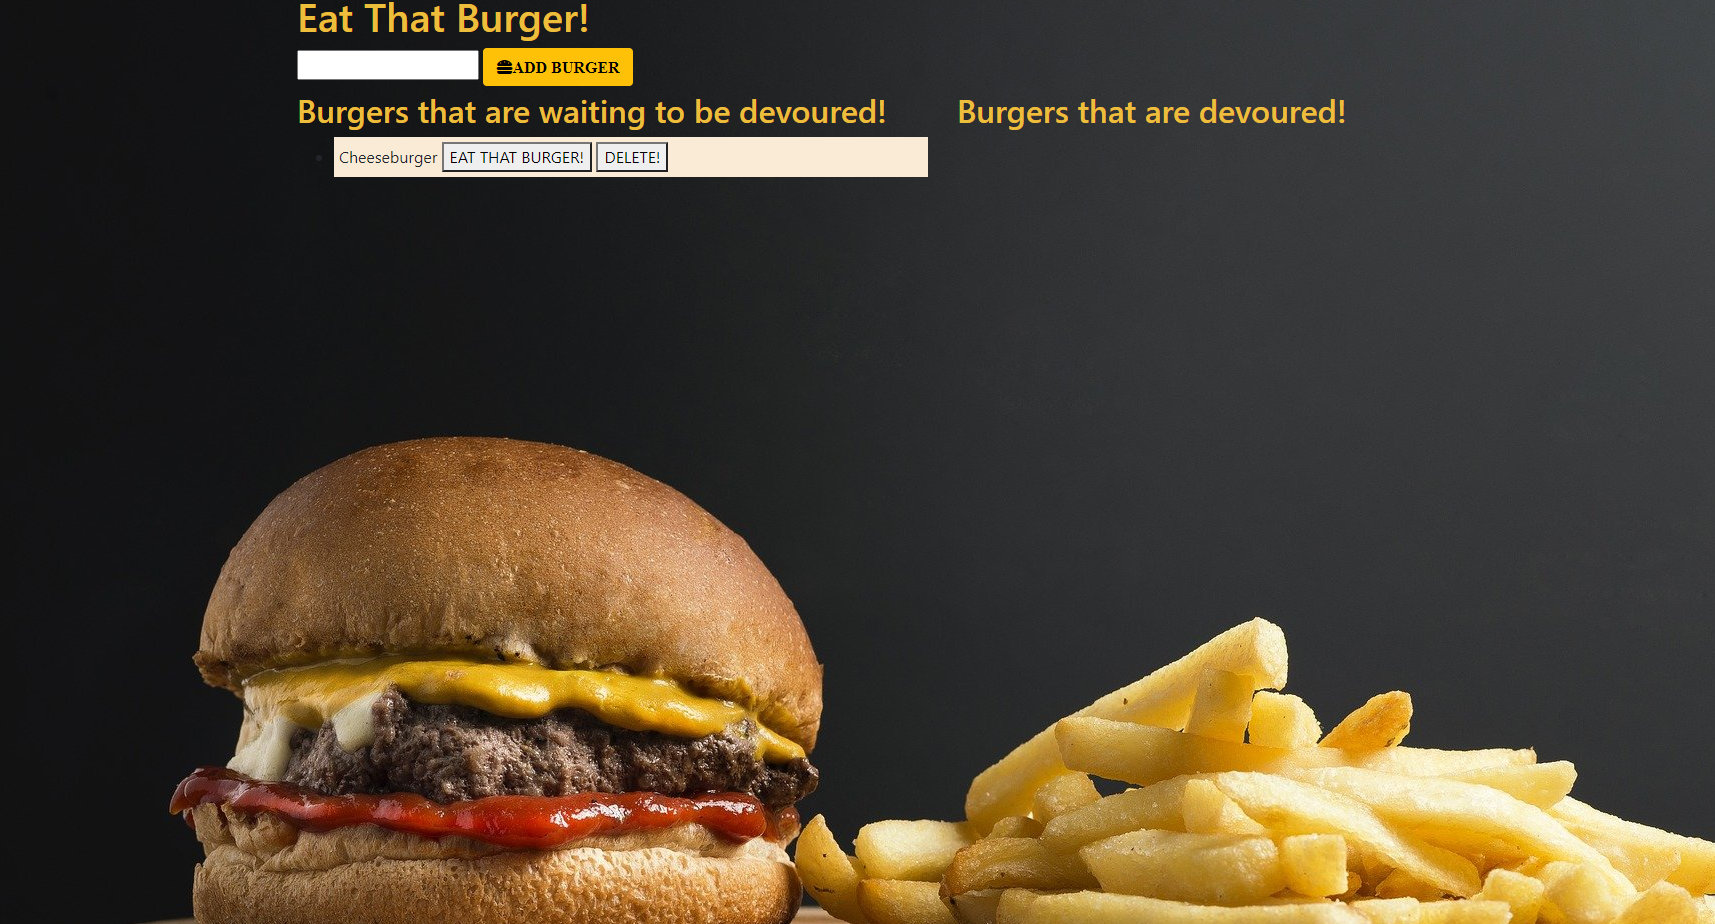 Eat That Burger!
ADD BURGER
Burgers that are waiting to be devoured!
Cheeseburger EAT THAT BURGER! DELETE!
Burgers that are devoured!